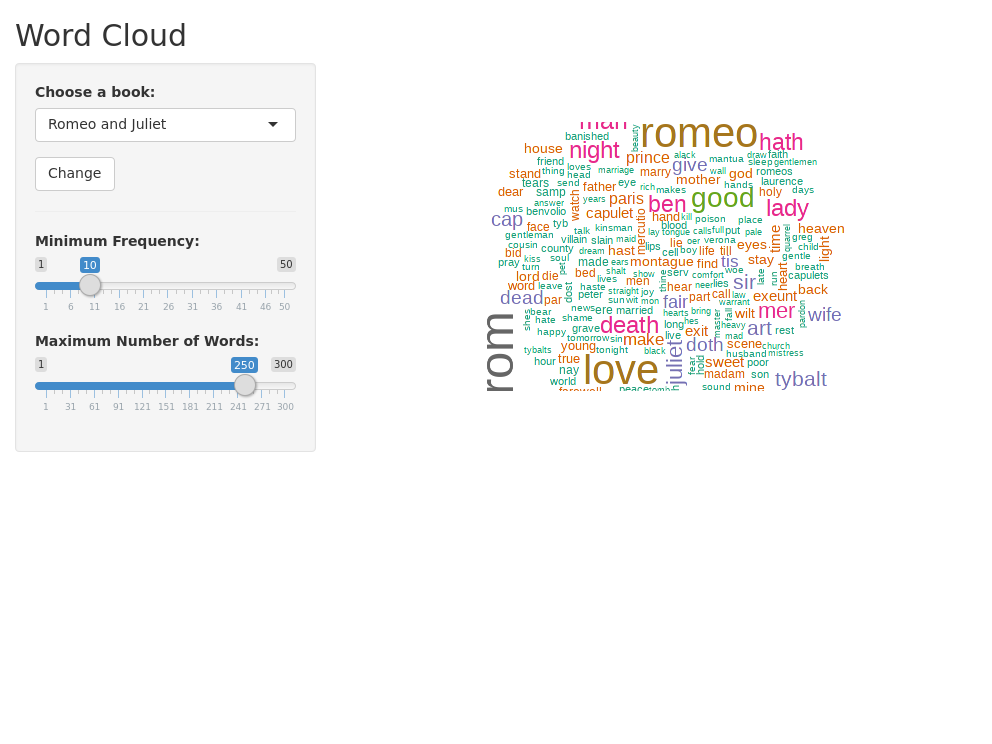 Word Cloud
Choose a book:
Romeo and Juliet
Change
Minimum Frequency:
1 10 50
1 6 11 16 21 26 31 36 41 46 50
Maximum Number of Words:
1 250 300
1 31 61 91 121 151 181 211 241 271 300
man romeo
banished beauty hath
house night prince alack mantua draw faith
friend loves marriage marry give wall sleep gentlemen
stand thing head mother god romeos
tears send father eye rich makes hands laurence
dear samp watch years paris ben good holy days
answer
mus benvolio capulet mercutio hand kill poison place lady
cap face tyb talk kinsman blood calls full put heaven
gentleman villain slain maid lay tongue pale time quarrel greg
cousin county lips lie oer verona eyes child light
bid kiss soul dream hast cell boy life till gentle
pray turn pet made ears montague find tis stay breath
lord die bed shalt show serv comfort woe late run heart capulets
word leave dost haste lives men thine hear neer lies sir back
dead par peter straight joy part call law exeunt
sun wit mon fair warrant
bear news ere married hearts bring master fall wilt mer pardon wife
shes hate shame death long hes heavy art rest
rom happy grave tomorrow sin make live exit mad
tybalts young tonight black juliet doth scene church
hour true love fear hold husband mistress
nay sweet poor
world madam son tybalt
farewell peace tomb sound mine